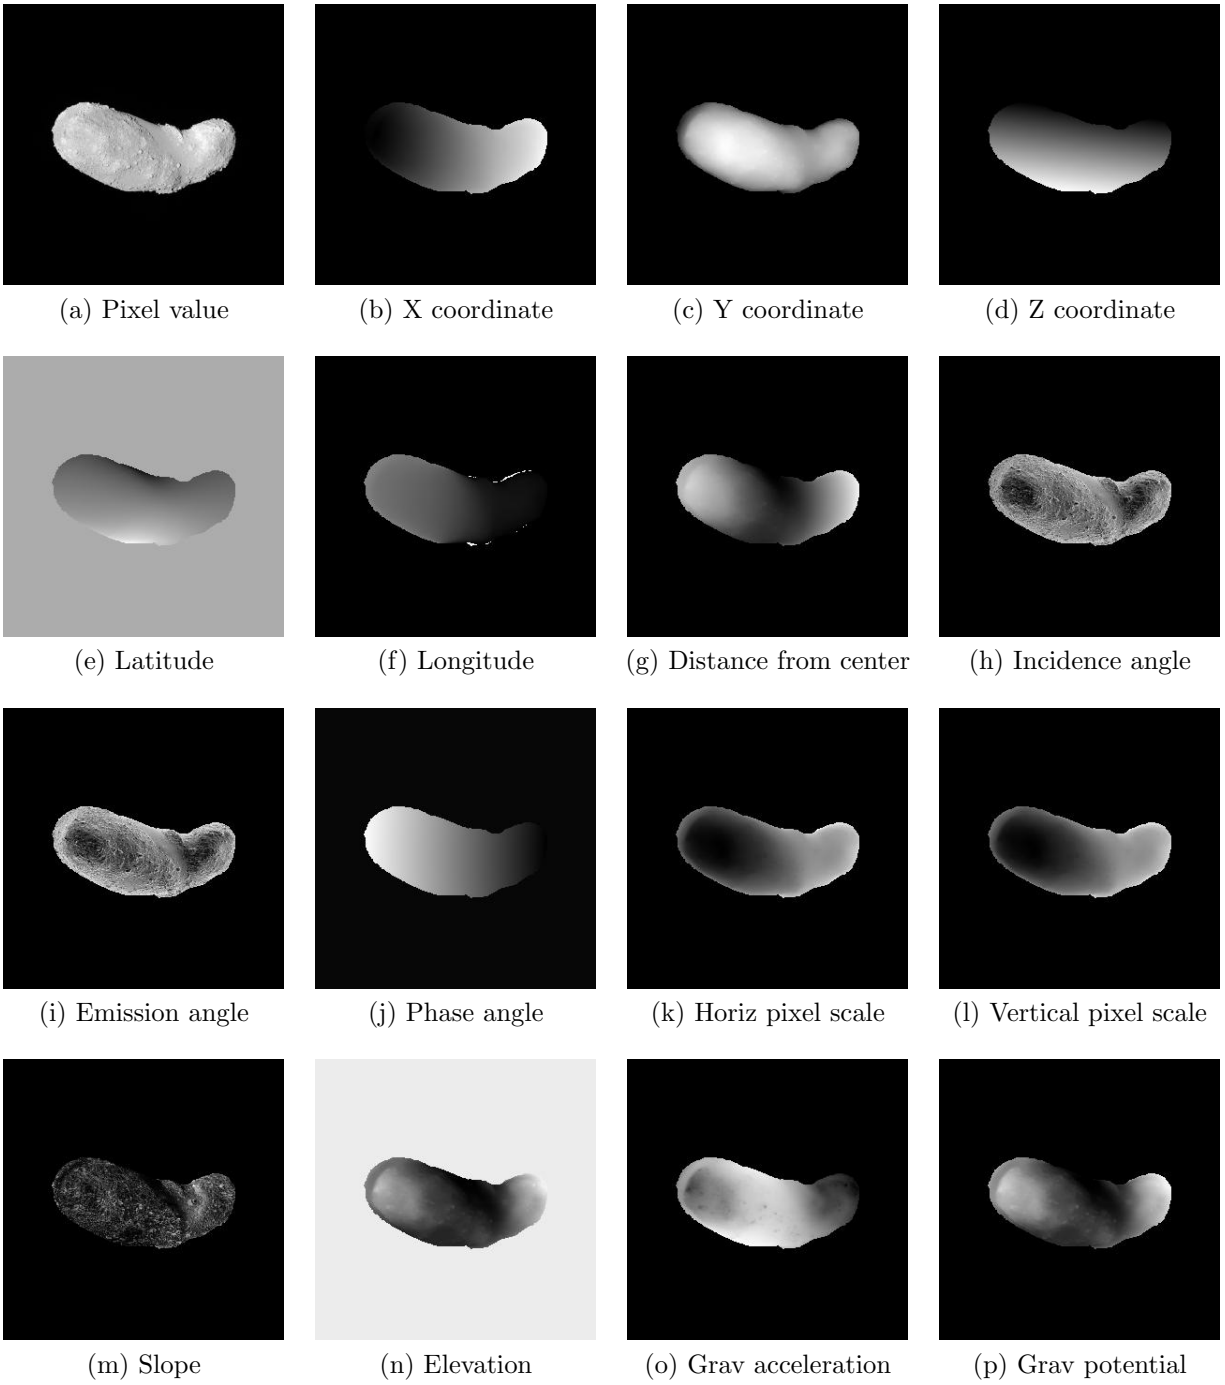 (a) Pixel value
(b) X coordinate
(c) Y coordinate
(d) Z coordinate
(e) Latitude
(f) Longitude
(g) Distance from center
(h) Incidence angle
(i) Emission angle
(j) Phase angle
(k) Horiz pixel scale
(l) Vertical pixel scale
(m) Slope
(n) Elevation
(o) Grav acceleration
(p) Grav potential